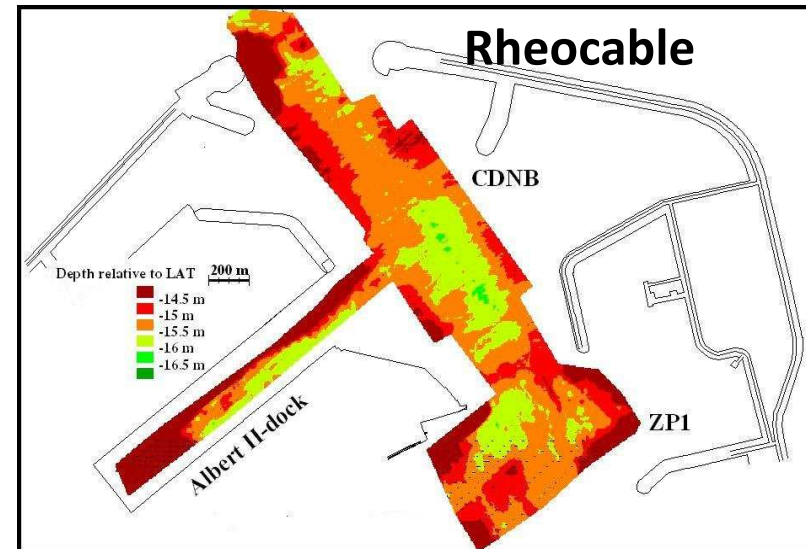 Rheocable
CDNB
Depth relative to LAT 200 m
-14.5 m
-15 m
-15.5 m
-16 m
-16.5 m
Albert II-dock
ZP1